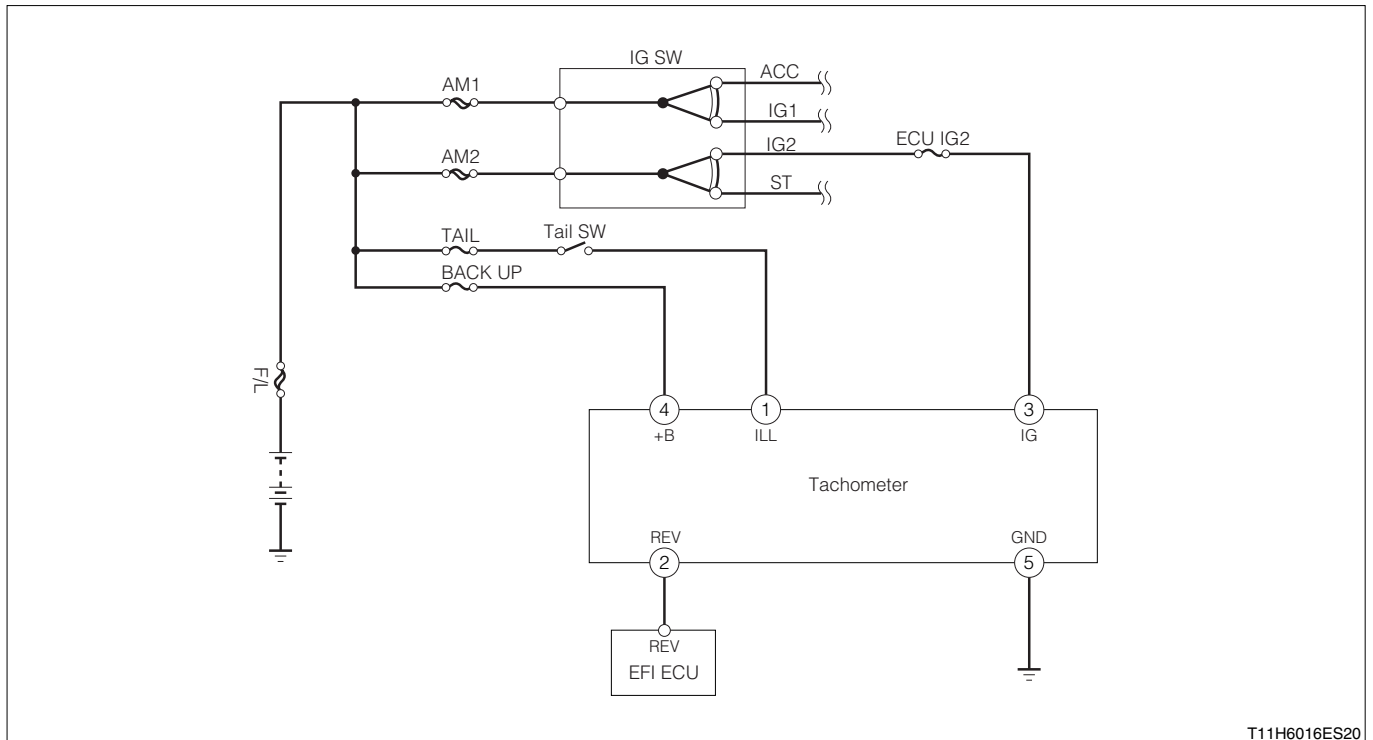 IG SW
AM1
ACC
IG1
AM2
IG2
ECU IG2
ST
TAIL
Tail SW
BACK UP
F/L
4
1
3
+B
ILL
IG
Tachometer
REV
GND
2
5
REV
EFI ECU
T11H6016ES20